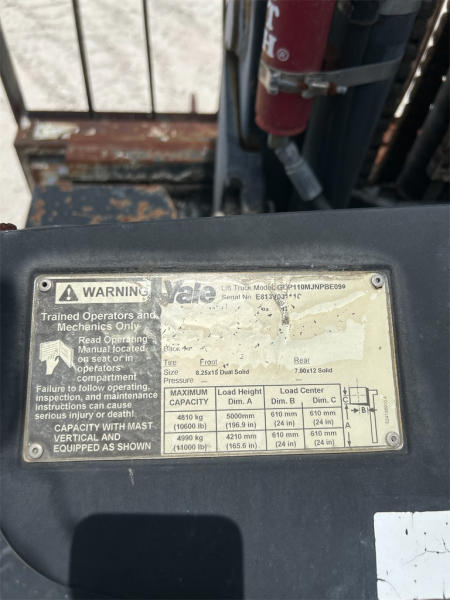 TH®
WARNING
Trained Operators and
Mechanics Only
Read Operating
Manual located
on seat or in
operators
compartment.
Failure to follow operating,
inspection, and maintenance
instructions can cause
serious injury or death!
CAPACITY WITH MAST
VERTICAL AND
EQUIPPED AS SHOWN
Yale
Lift Truck Model
Serial No.
Tire Front Rear
Size 8.25x15 Dual Solid 7.00x12 Solid
Pressure — —
MAXIMUM CAPACITY Load Height Dim. A Load Center Dim. B Dim. C
4810 kg 5000mm 610 mm 610 mm
(10600 lb) (196.9 in) (24 in) (24 in)
4990 kg 4210 mm 610 mm 610 mm
(11000 lb) (165.6 in) (24 in) (24 in)
C
B
A